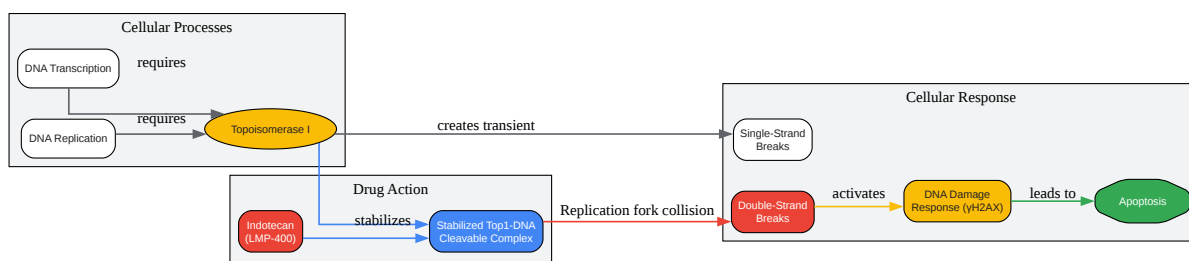 Cellular Processes
DNA Transcription
requires
DNA Replication
requires
Topoisomerase I
creates transient
Cellular Response
Single-Strand
Breaks
Drug Action
Indotecan
(LMP-400)
stabilizes
Stabilized Top1-DNA
Cleavable Complex
Replication fork collision
Double-Strand
Breaks
activates
DNA Damage
Response (γH2AX)
leads to
Apoptosis